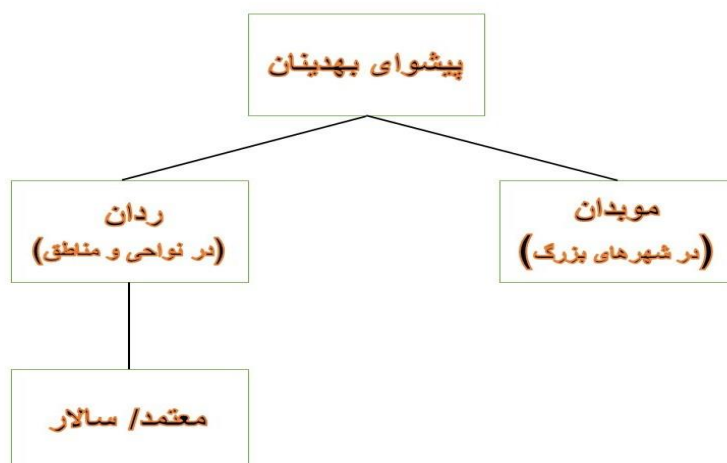 پیشوای بهدینان
موبدان
(در شهرهای بزرگ)
ردان
(در نواحی و مناطق)
معتمد/ سالار